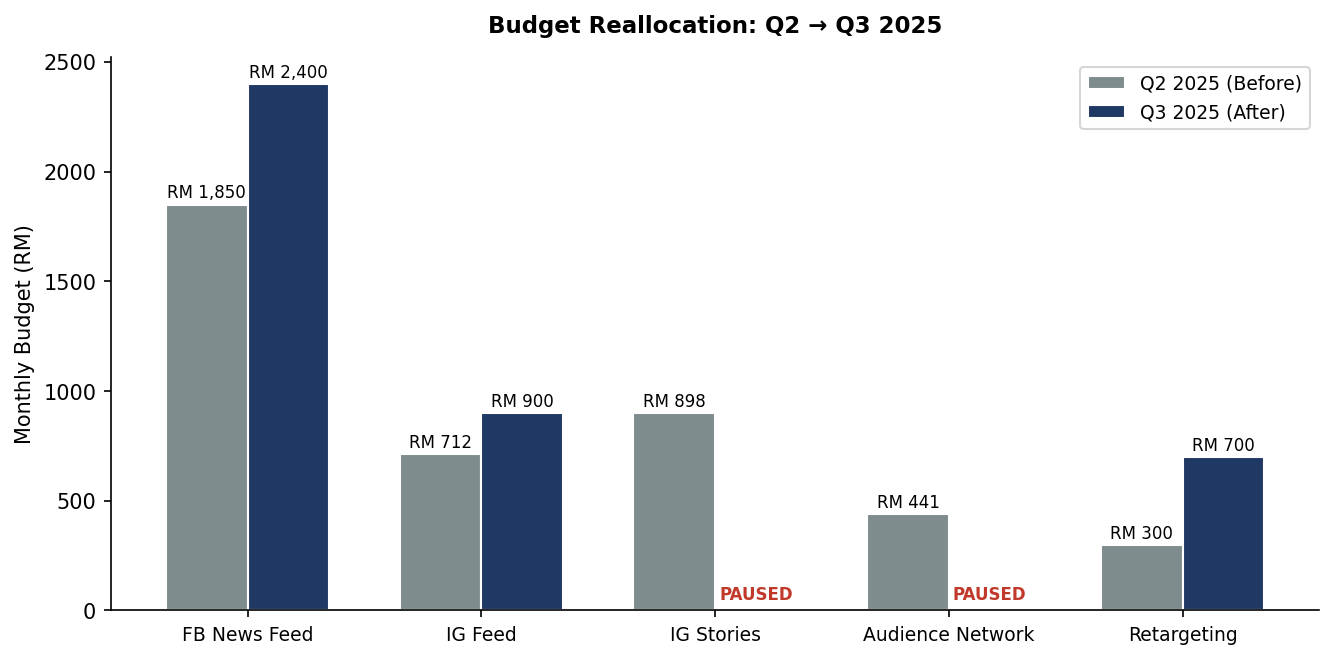 Budget Reallocation: Q2 → Q3 2025
Q2 2025 (Before)
Q3 2025 (After)
Monthly Budget (RM)
2500
2000
1500
1000
500
0
RM 1,850
RM 2,400
RM 712
RM 900
RM 898
PAUSED
RM 441
PAUSED
RM 300
RM 700
FB News Feed
IG Feed
IG Stories
Audience Network
Retargeting